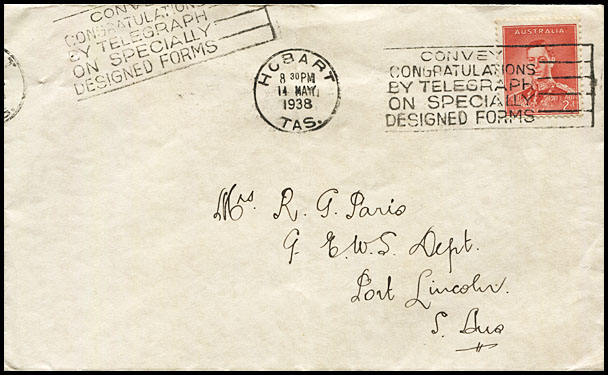 CONVEY
CONGRATULATIONS
BY TELEGRAPH
ON SPECIALLY
DESIGNED FORMS
HOBART
8 30PM
14 MAY
1938
TAS.
CONVEY
CONGRATULATIONS
BY TELEGRAPH
ON SPECIALLY
DESIGNED FORMS
AUSTRALIA
2D
Mrs. R. G. Paris
E.W.S. Dept.
Port Lincoln.
S. Aus